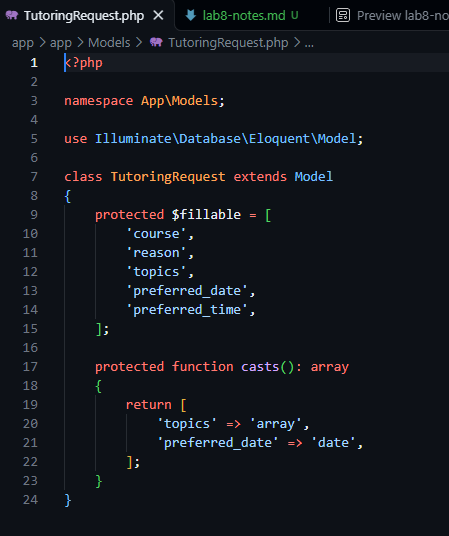 TutoringRequest.php X lab8-notes.md U Preview lab8-no
app > app > Models > TutoringRequest.php > ...
1 <?php
2
3 namespace App\Models;
4
5 use Illuminate\Database\Eloquent\Model;
6
7 class TutoringRequest extends Model
8 {
9     protected $fillable = [
10         'course',
11         'reason',
12         'topics',
13         'preferred_date',
14         'preferred_time',
15     ];
16
17     protected function casts(): array
18     {
19         return [
20             'topics' => 'array',
21             'preferred_date' => 'date',
22         ];
23     }
24 }